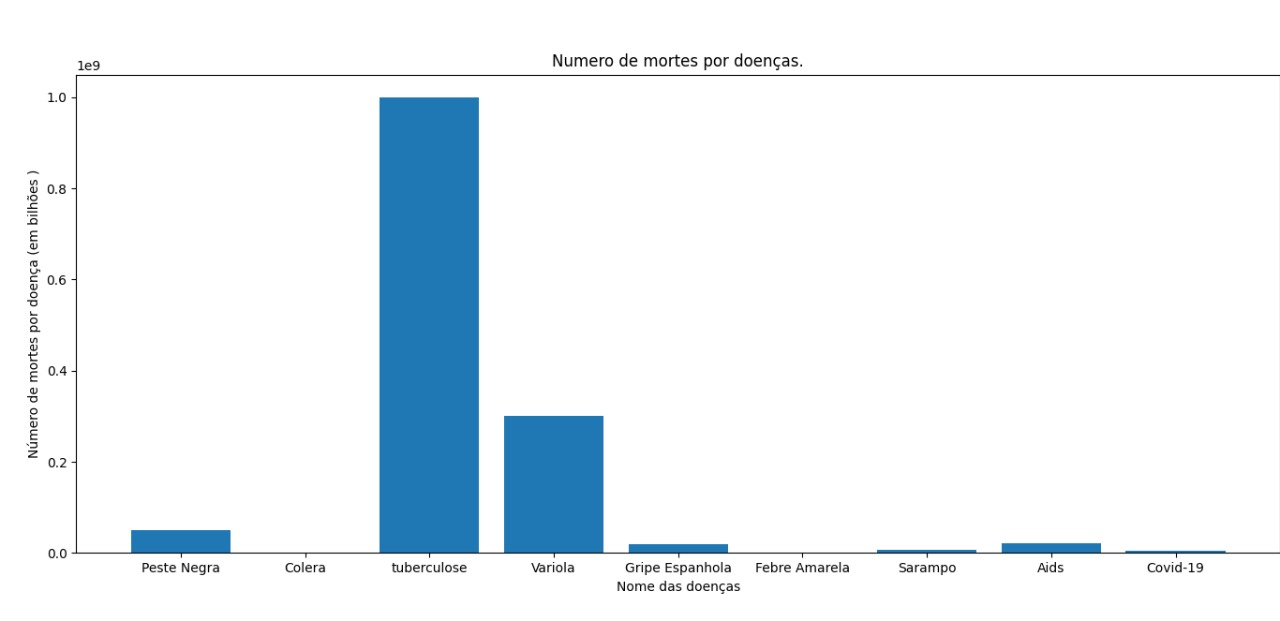 Numero de mortes por doenças.
1e9
1.0
0.8
0.6
0.4
0.2
0.0
Número de mortes por doença (em bilhões )
Peste Negra Colera tuberculose Variola Gripe Espanhola Febre Amarela Sarampo Aids Covid-19
Nome das doenças